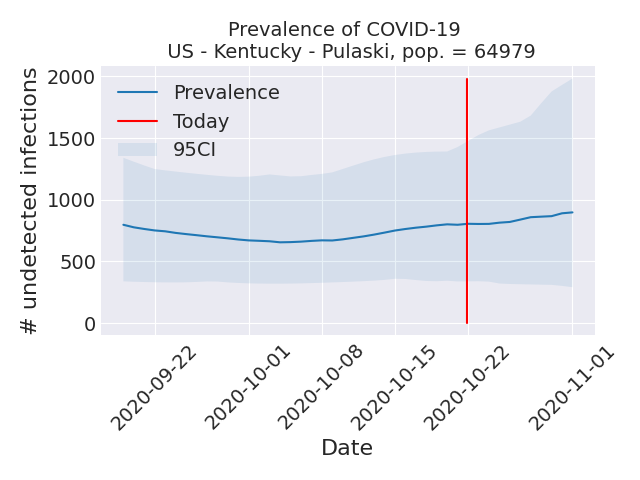 Prevalence of COVID-19
US - Kentucky - Pulaski, pop. = 64979
# undetected infections
2000
1500
1000
500
0
Prevalence
Today
95CI
2020-09-22
2020-10-01
2020-10-08
2020-10-15
2020-10-22
2020-11-01
Date